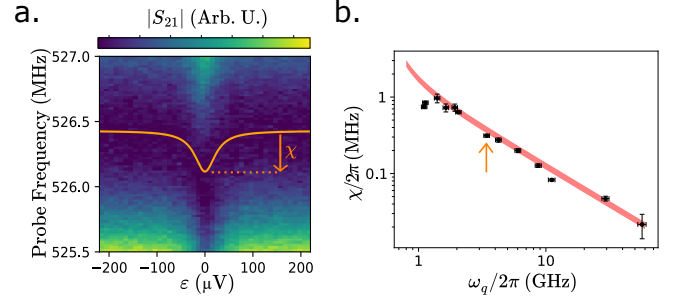 a.
|S21| (Arb. U.)
527.0
526.5
526.0
525.5
Probe Frequency (MHz)
χ
−200 −100 0 100 200
ε (μV)
b.
1
0.1
χ/2π (MHz)
1 10
ωq/2π (GHz)